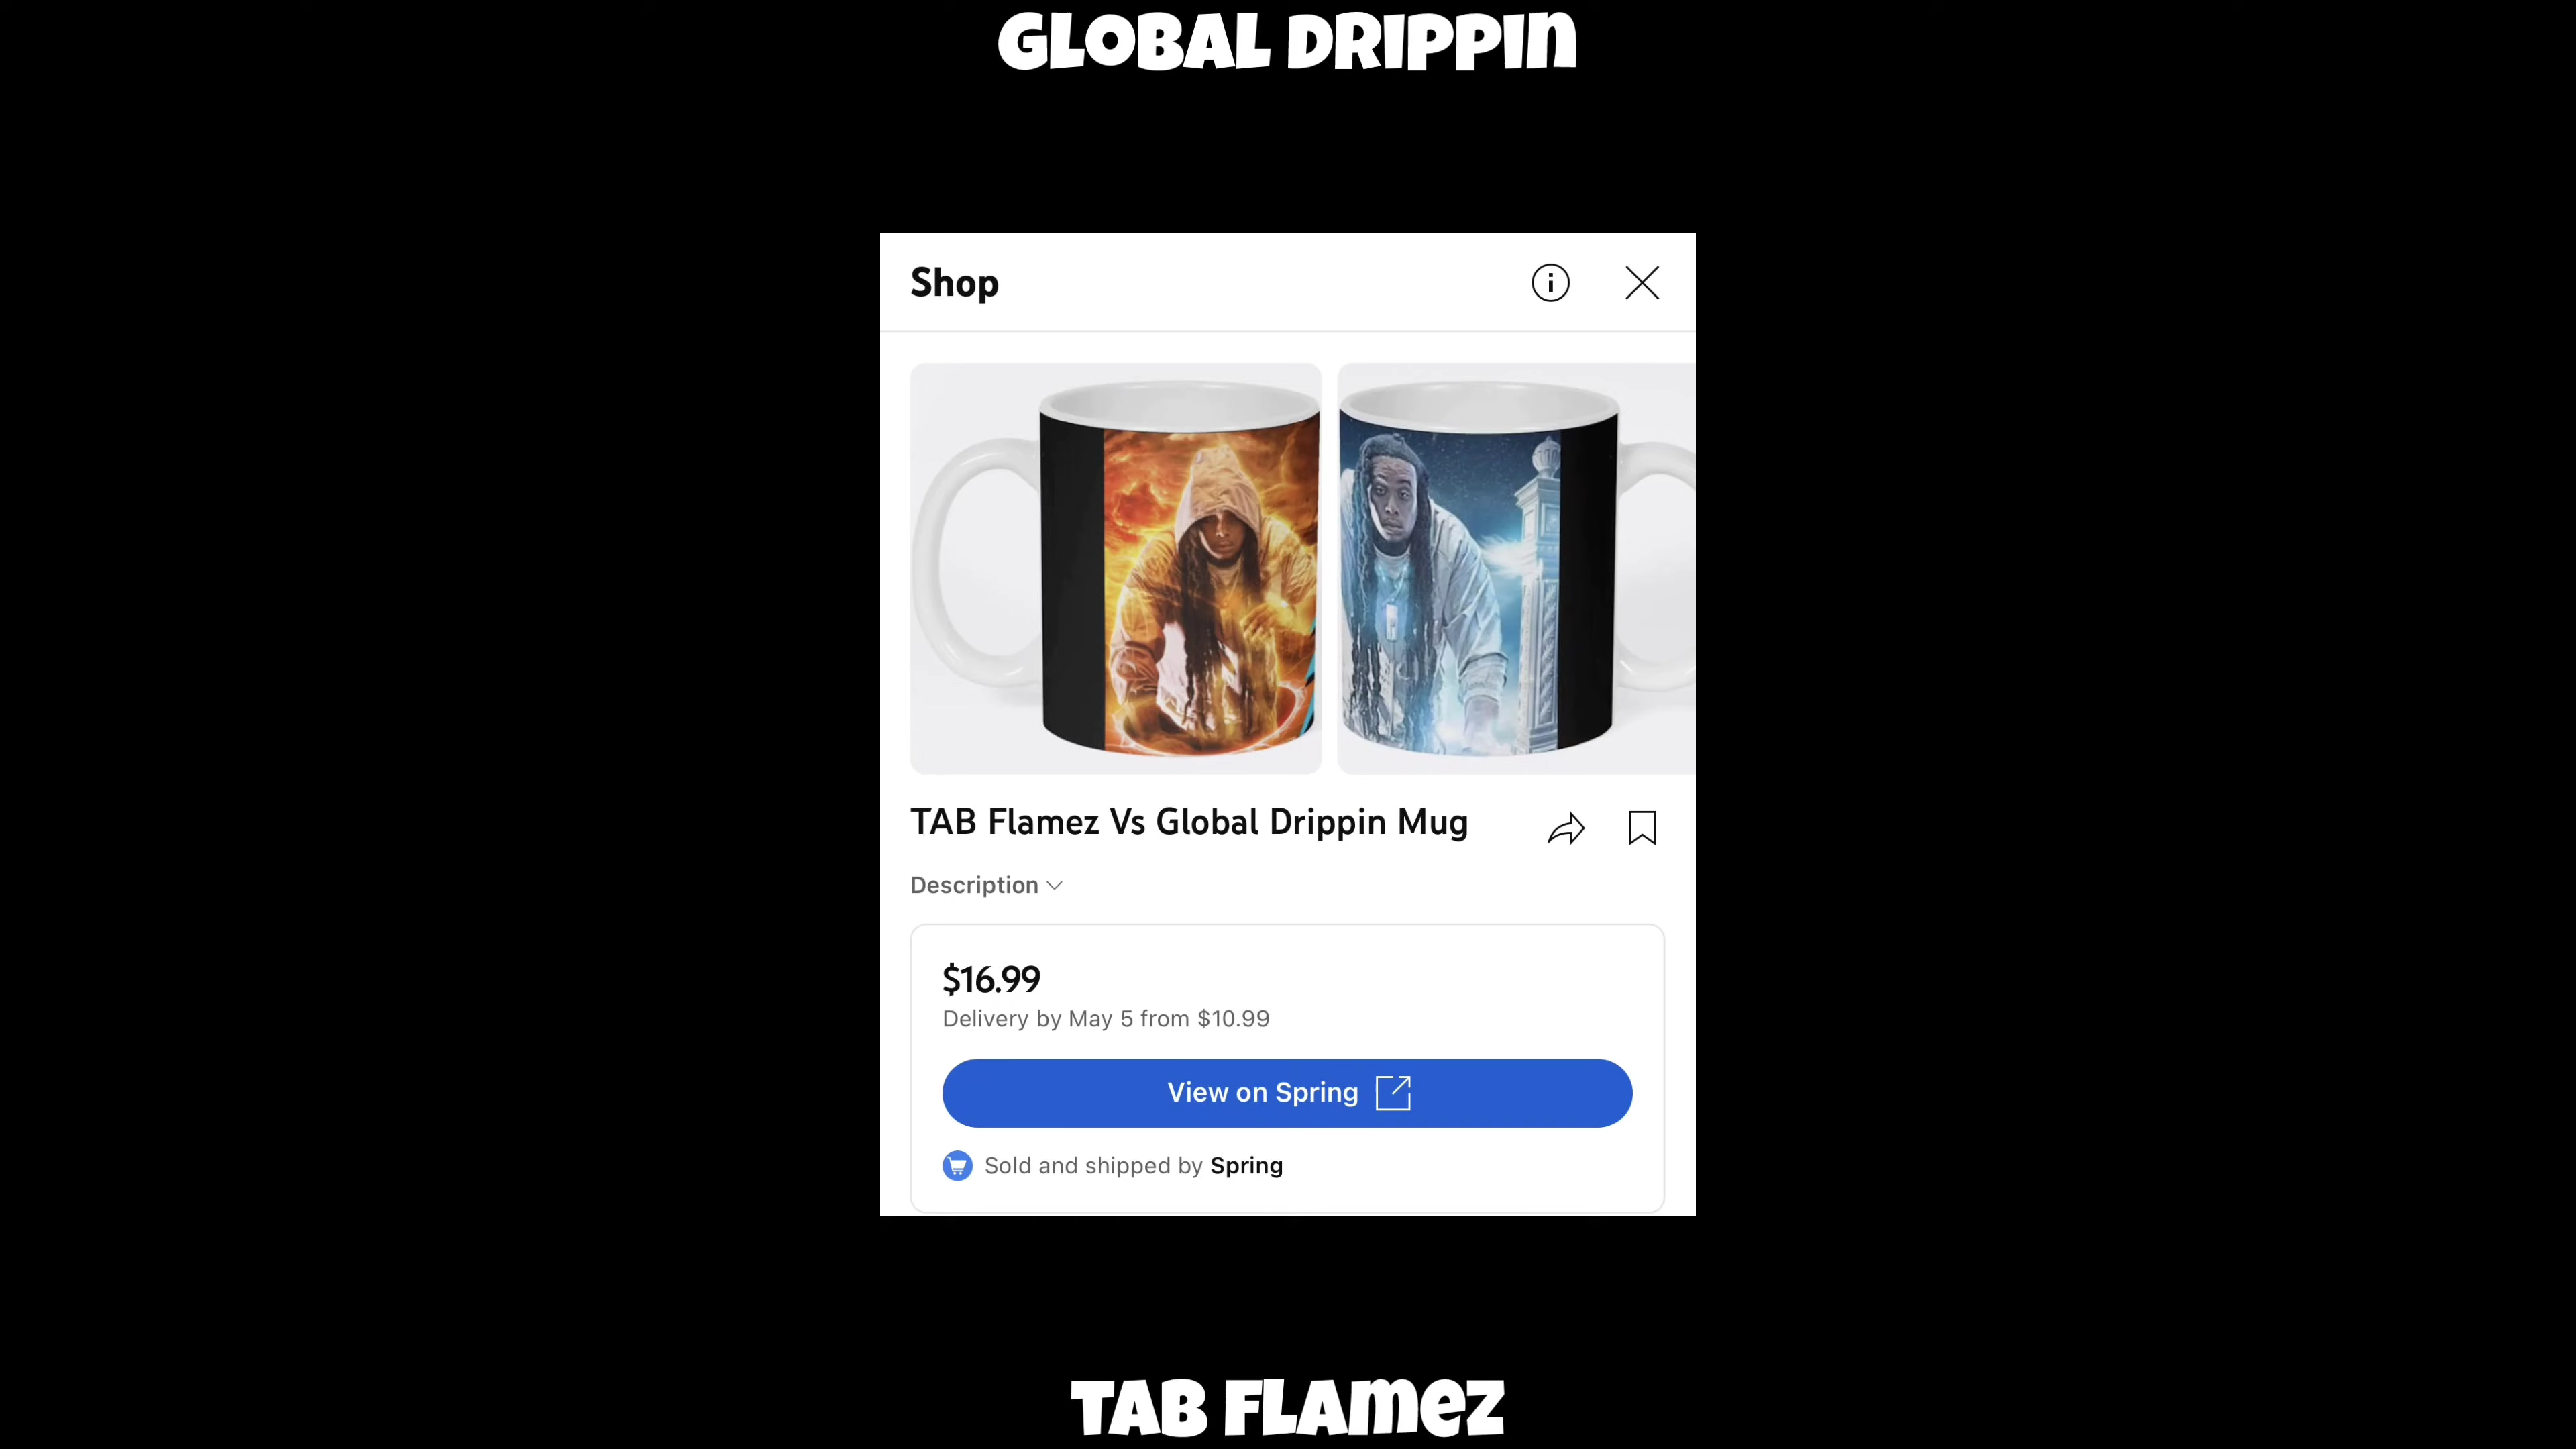 GLOBAL DRIPPIN
Shop
TAB Flamez Vs Global Drippin Mug
Description
$16.99
Delivery by May 5 from $10.99
View on Spring
Sold and shipped by Spring
TAB FLAMEZ